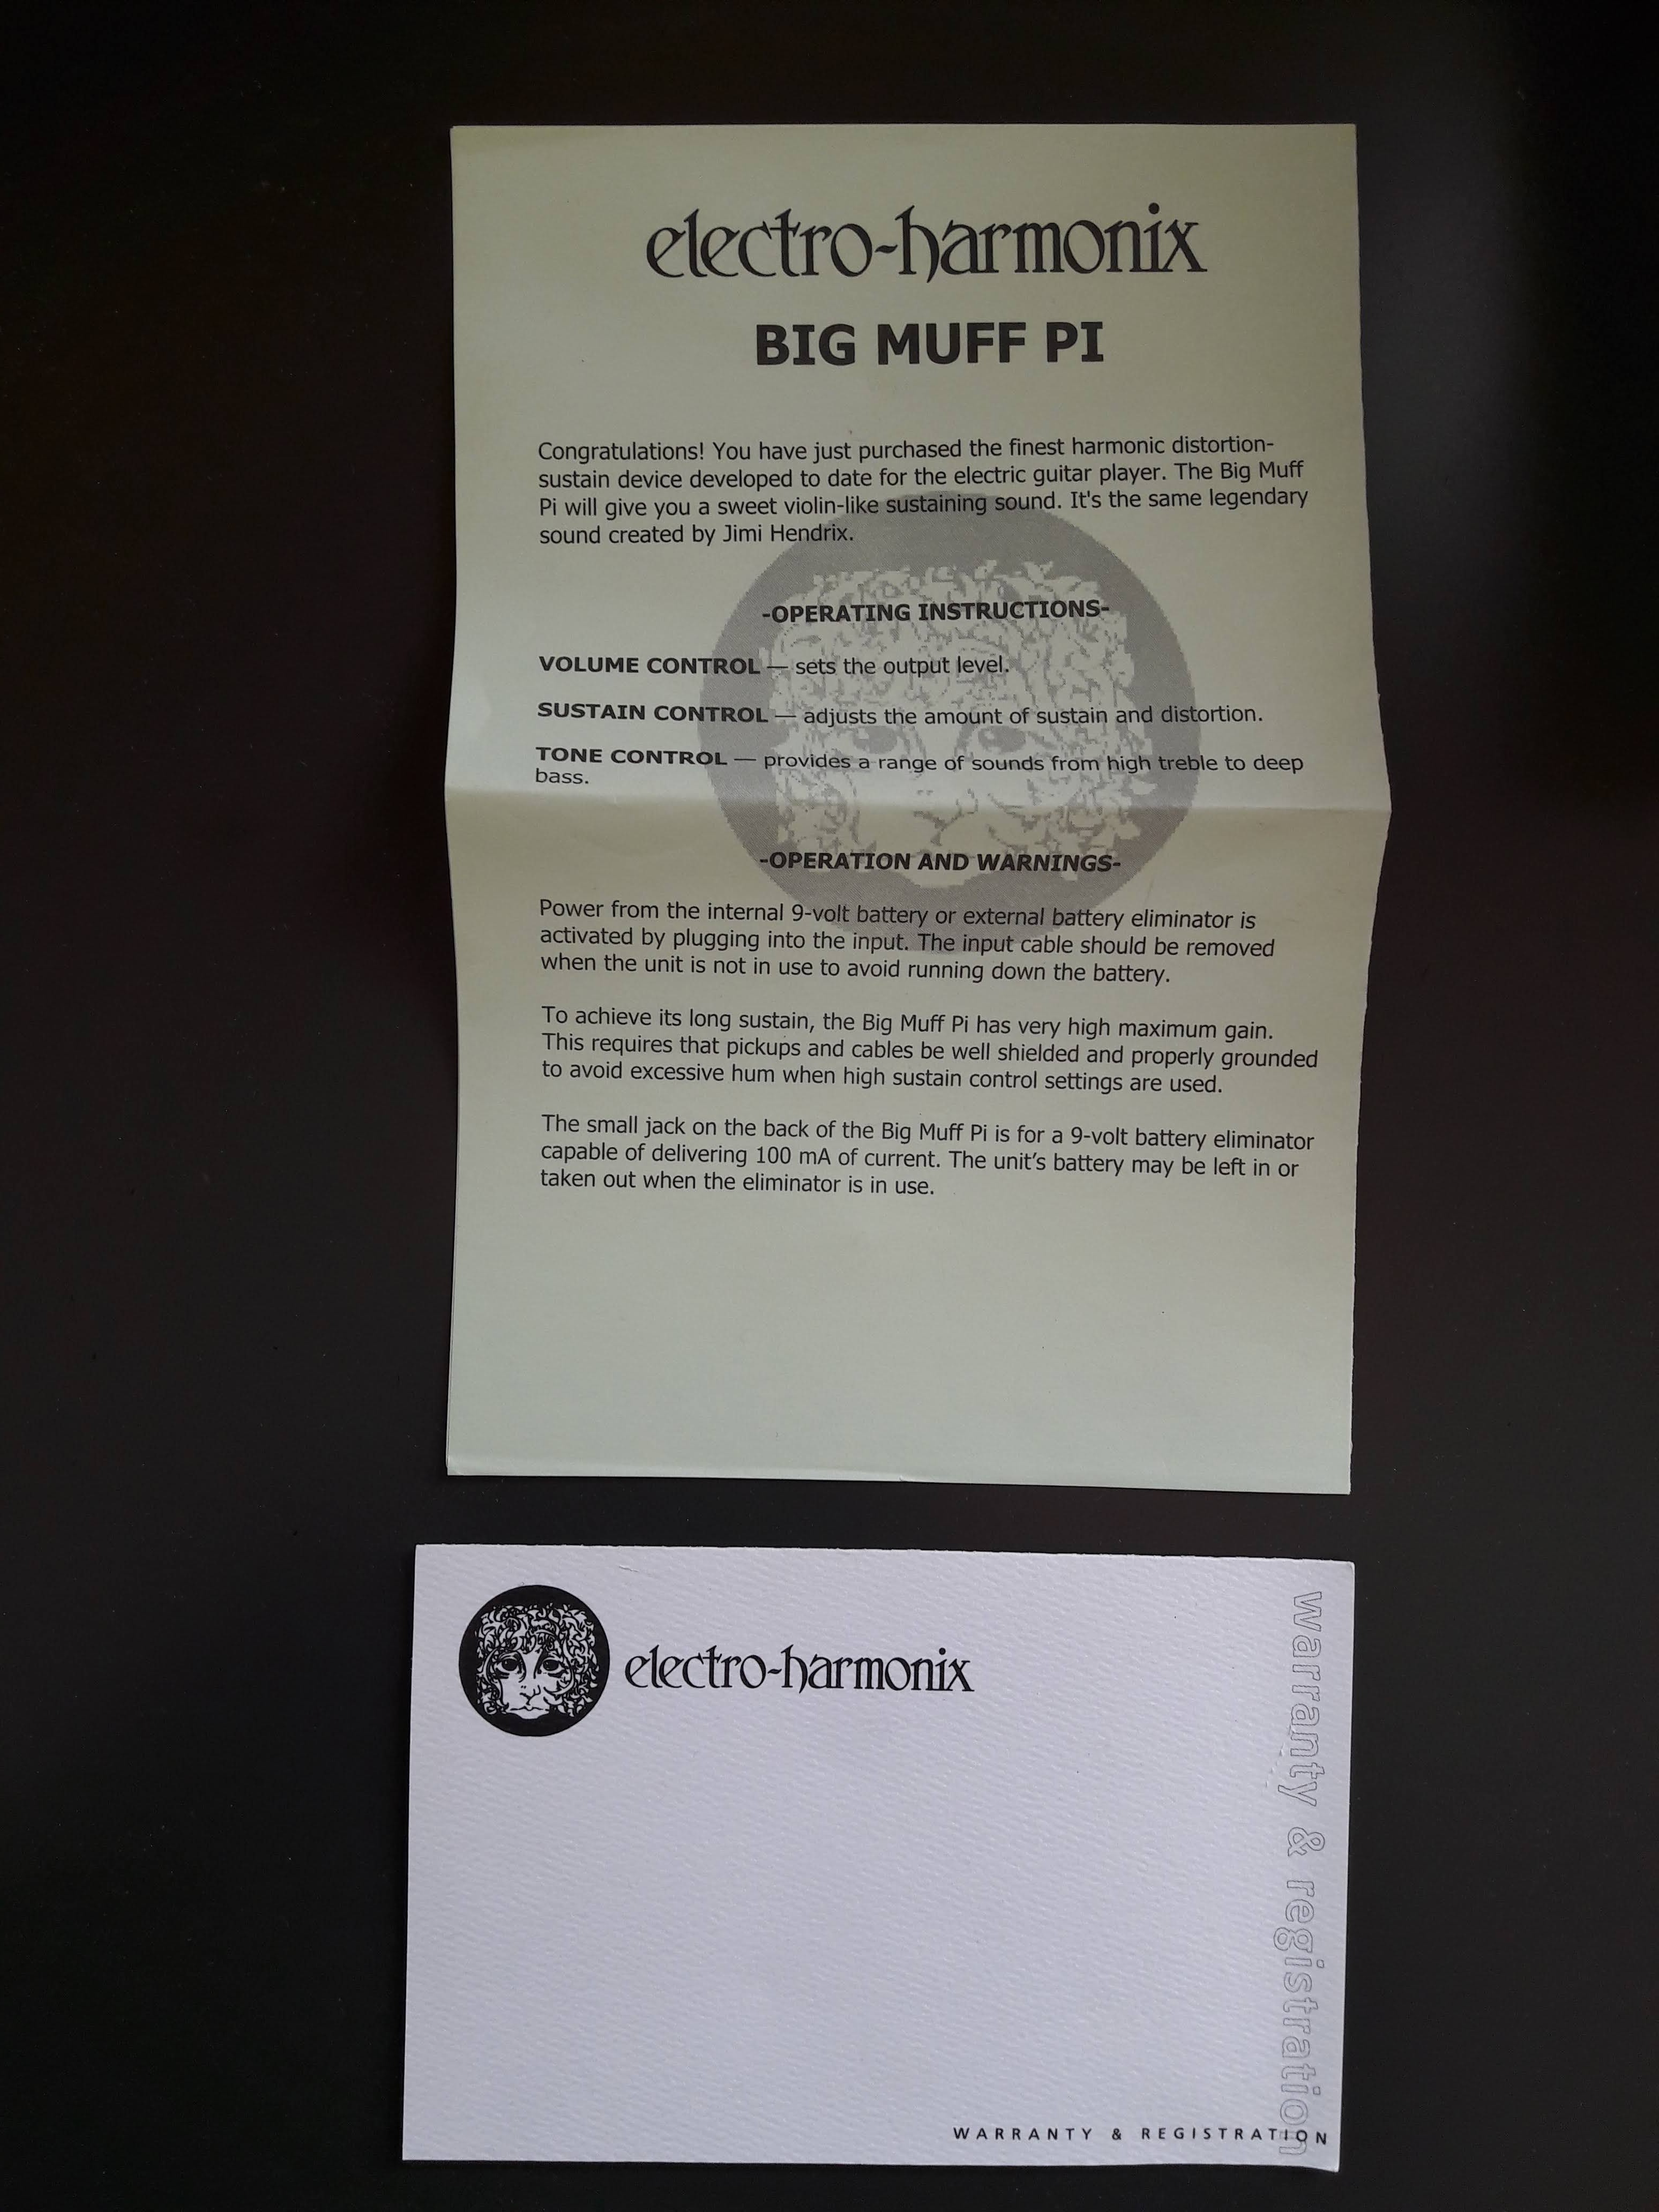 electro-harmonix
BIG MUFF PI
Congratulations! You have just purchased the finest harmonic distortion-
sustain device developed to date for the electric guitar player. The Big Muff
Pi will give you a sweet violin-like sustaining sound. It's the same legendary
sound created by Jimi Hendrix.
-OPERATING INSTRUCTIONS-
VOLUME CONTROL — sets the output level.
SUSTAIN CONTROL — adjusts the amount of sustain and distortion.
TONE CONTROL — provides a range of sounds from high treble to deep
bass.
-OPERATION AND WARNINGS-
Power from the internal 9-volt battery or external battery eliminator is
activated by plugging into the input. The input cable should be removed
when the unit is not in use to avoid running down the battery.
To achieve its long sustain, the Big Muff Pi has very high maximum gain.
This requires that pickups and cables be well shielded and properly grounded
to avoid excessive hum when high sustain control settings are used.
The small jack on the back of the Big Muff Pi is for a 9-volt battery eliminator
capable of delivering 100 mA of current. The unit’s battery may be left in or
taken out when the eliminator is in use.
electro-harmonix
warranty & registration
WARRANTY & REGISTRATION